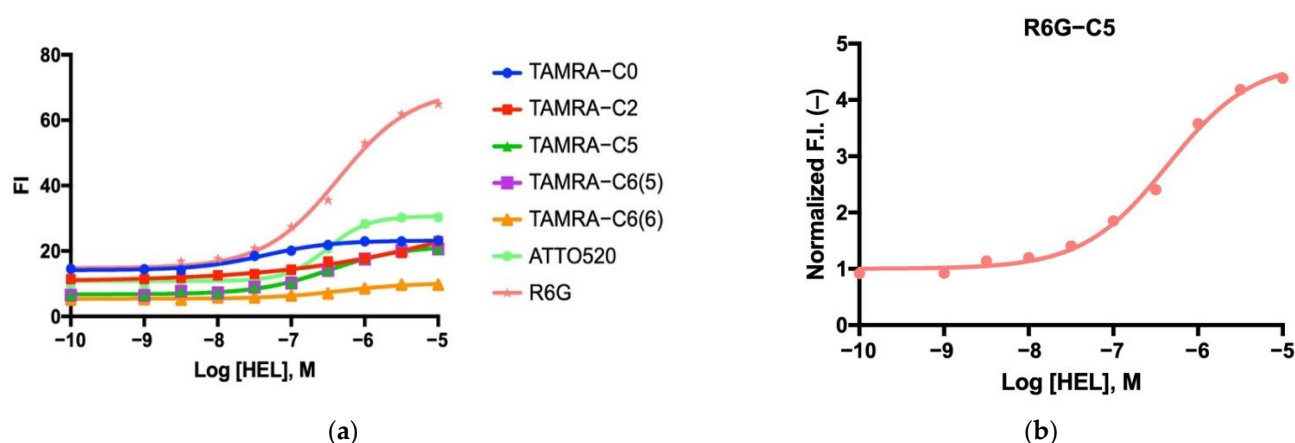 80
60
40
20
0
FI
−10
−9
−8
−7
−6
−5
Log [HEL], M
TAMRA−C0
TAMRA−C2
TAMRA−C5
TAMRA−C6(5)
TAMRA−C6(6)
ATTO520
R6G
(a)
R6G−C5
5
4
3
2
1
0
Normalized F.I. (−)
−10
−9
−8
−7
−6
−5
Log [HEL], M
(b)